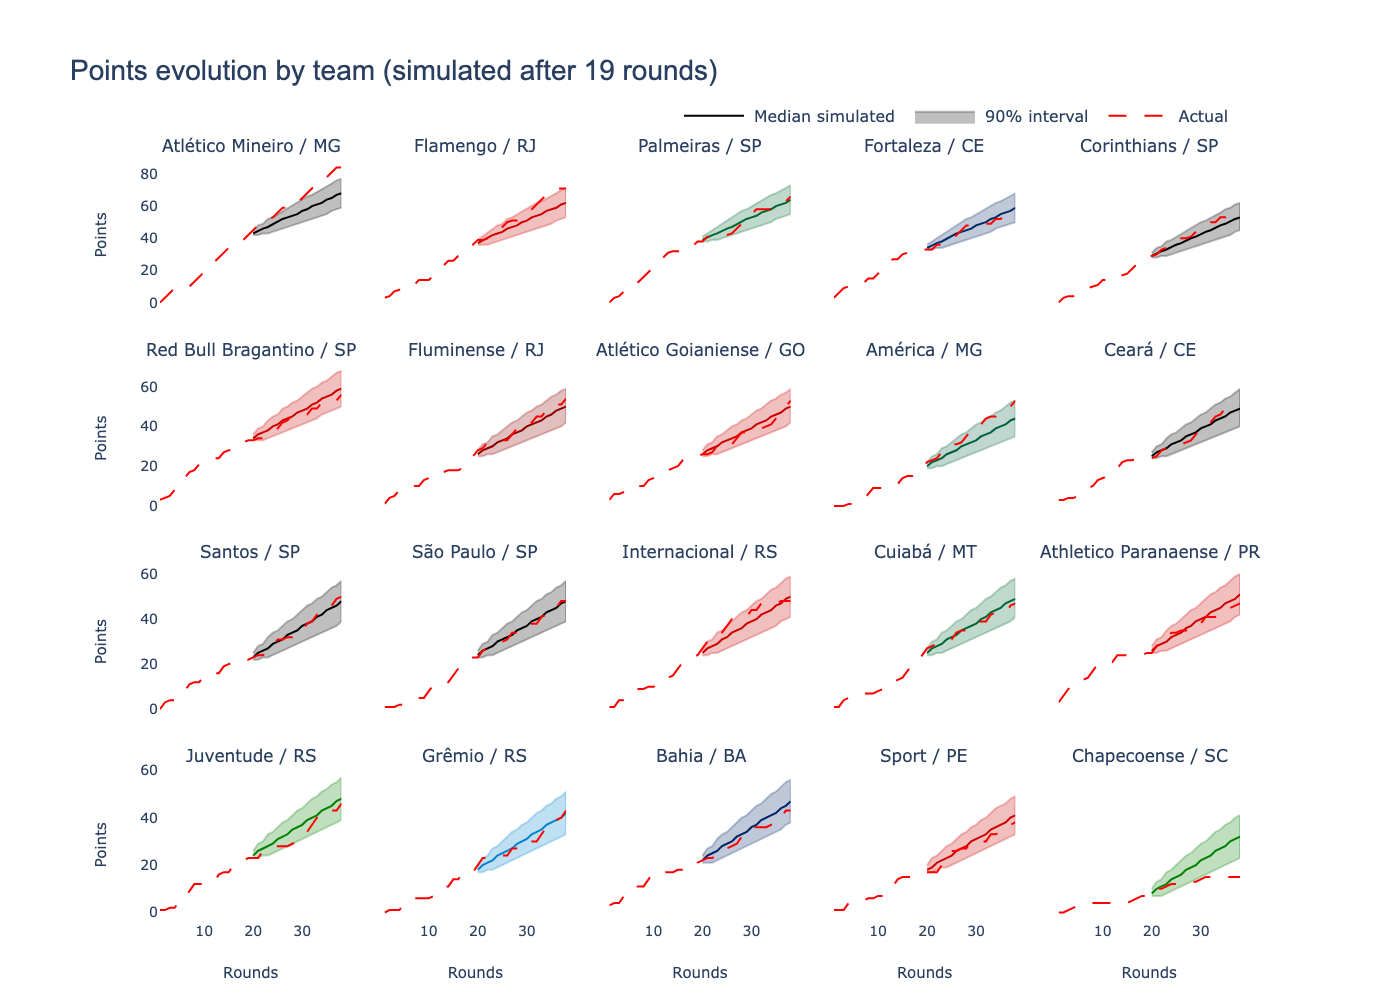 Points evolution by team (simulated after 19 rounds)
Median simulated 90% interval Actual
Atlético Mineiro / MG Flamengo / RJ Palmeiras / SP Fortaleza / CE Corinthians / SP
80
60
40
20
0
Points
Red Bull Bragantino / SP Fluminense / RJ Atlético Goianiense / GO América / MG Ceará / CE
60
40
20
0
Points
Santos / SP São Paulo / SP Internacional / RS Cuiabá / MT Athletico Paranaense / PR
60
40
20
0
Points
Juventude / RS Grêmio / RS Bahia / BA Sport / PE Chapecoense / SC
60
40
20
0
Points
10 20 30 10 20 30 10 20 30 10 20 30 10 20 30
Rounds Rounds Rounds Rounds Rounds